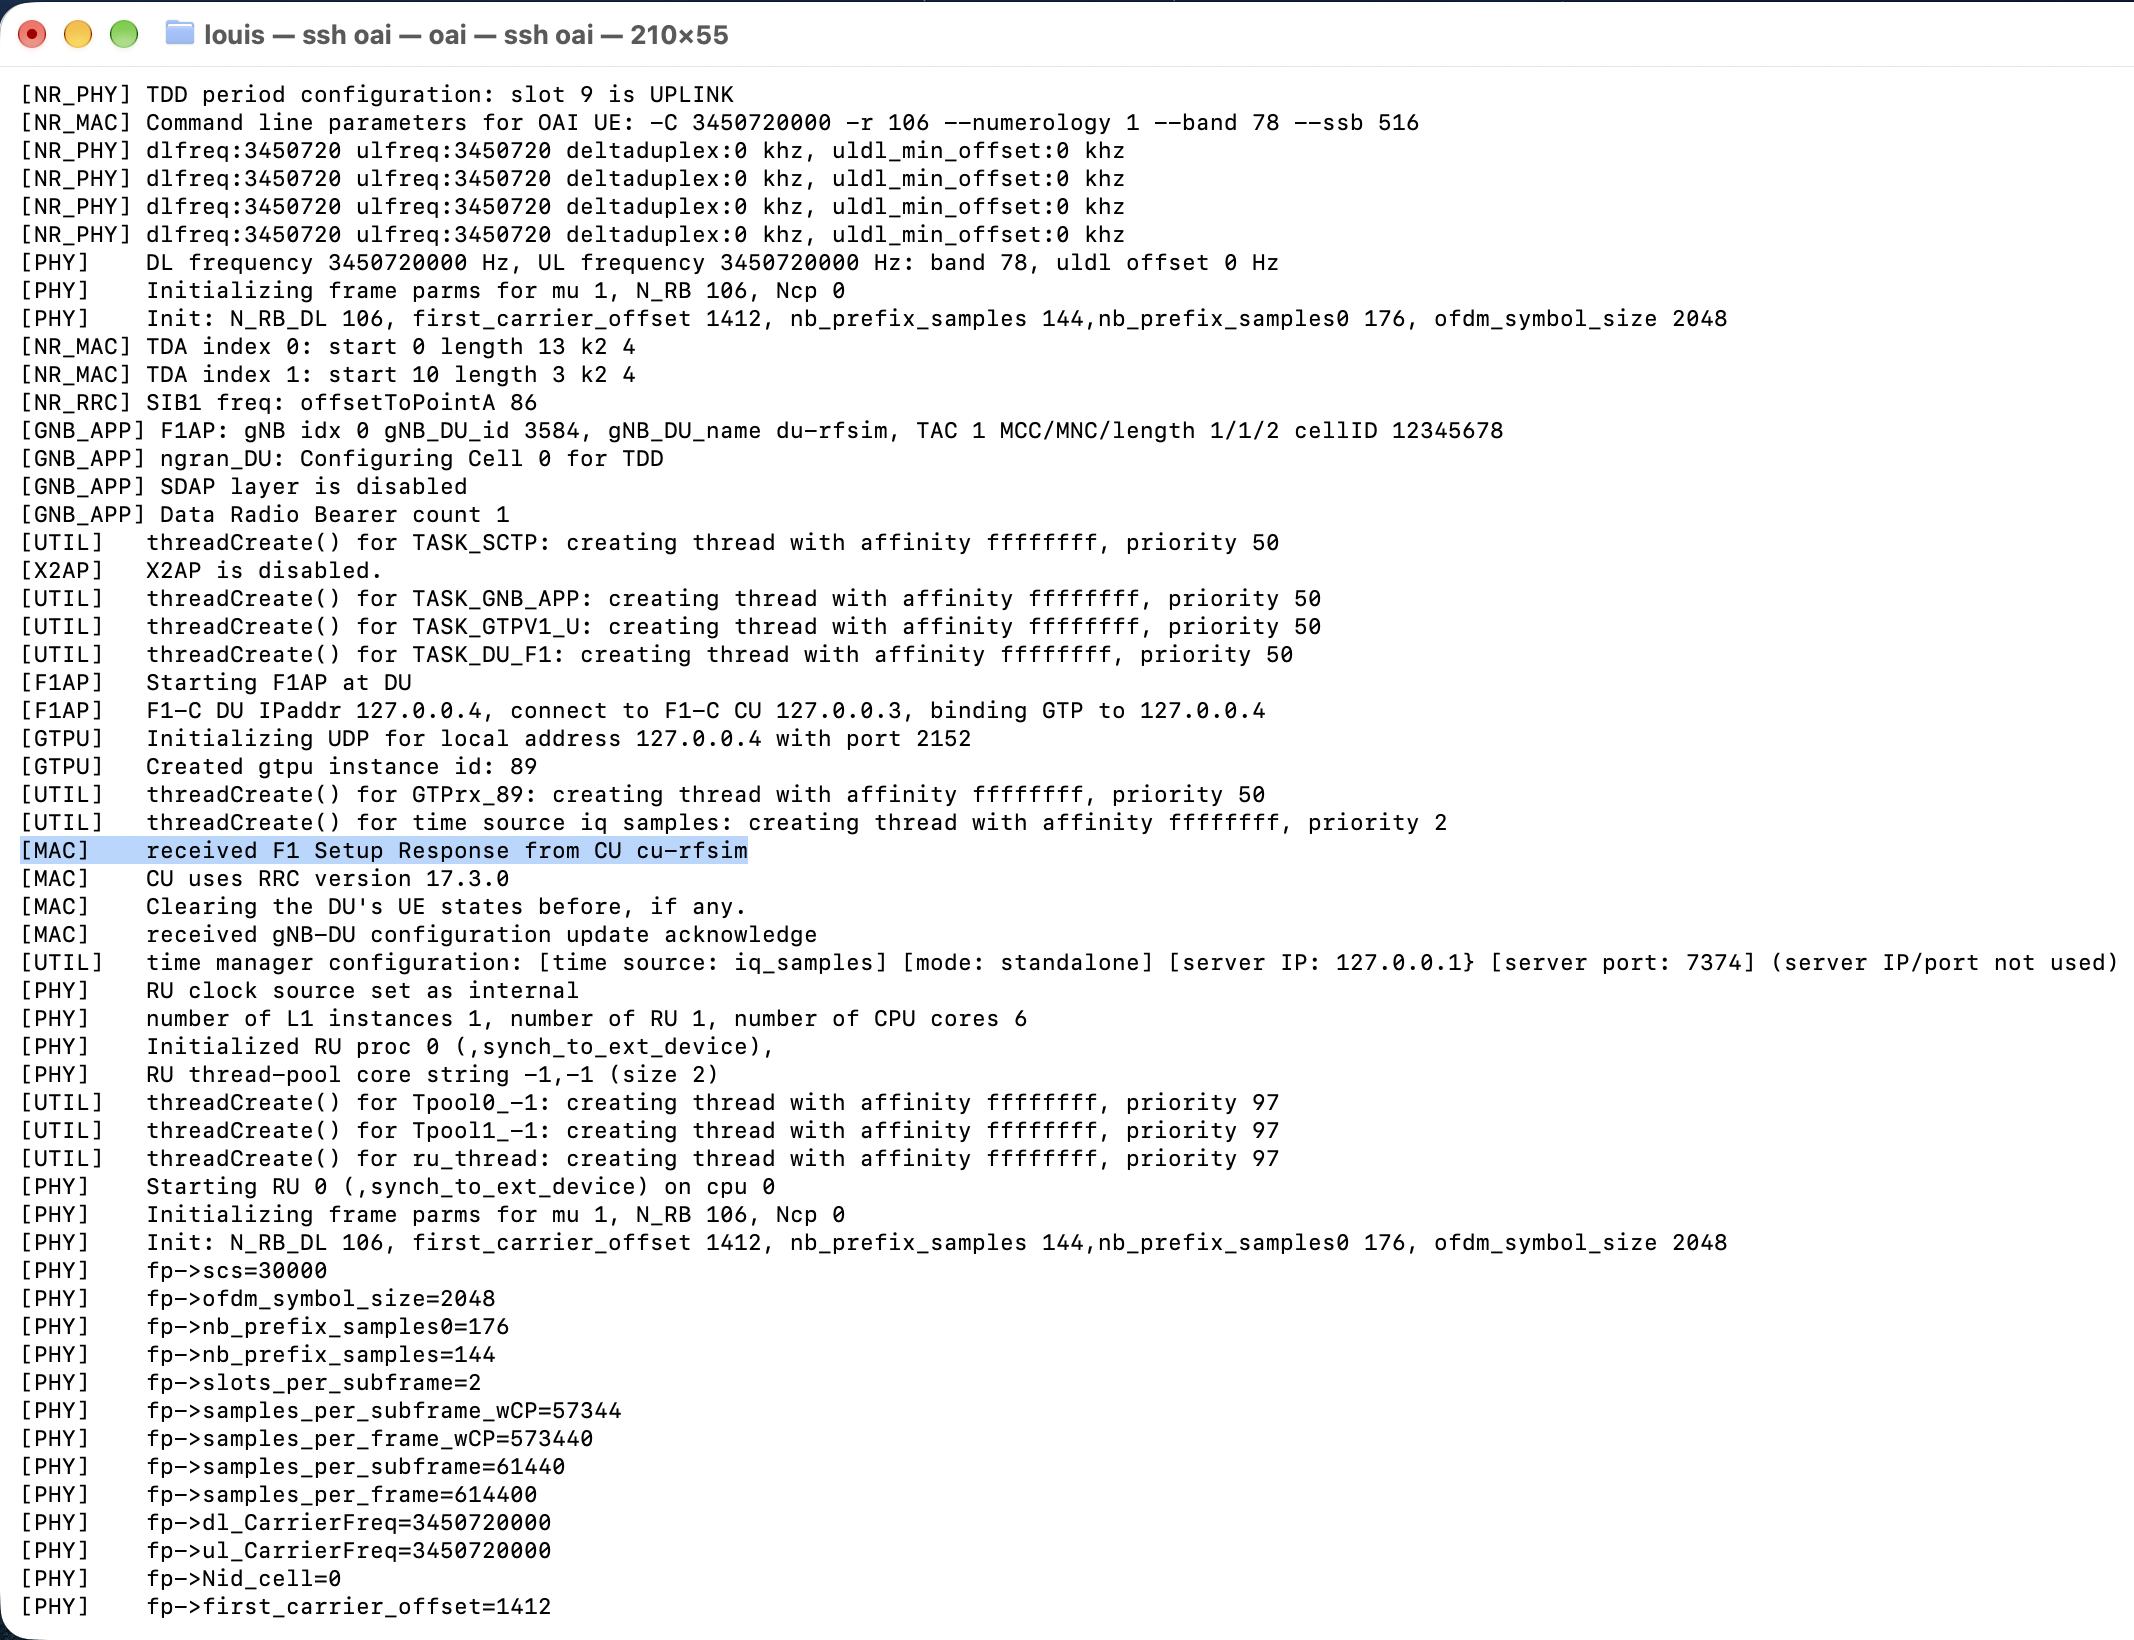 louis — ssh oai — oai — ssh oai — 210×55
[NR_PHY] TDD period configuration: slot 9 is UPLINK
[NR_MAC] Command line parameters for OAI UE: -C 3450720000 -r 106 --numerology 1 --band 78 --ssb 516
[NR_PHY] dlfreq:3450720 ulfreq:3450720 deltaduplex:0 khz, uldl_min_offset:0 khz
[NR_PHY] dlfreq:3450720 ulfreq:3450720 deltaduplex:0 khz, uldl_min_offset:0 khz
[NR_PHY] dlfreq:3450720 ulfreq:3450720 deltaduplex:0 khz, uldl_min_offset:0 khz
[NR_PHY] dlfreq:3450720 ulfreq:3450720 deltaduplex:0 khz, uldl_min_offset:0 khz
[PHY]    DL frequency 3450720000 Hz, UL frequency 3450720000 Hz: band 78, uldl offset 0 Hz
[PHY]    Initializing frame parms for mu 1, N_RB 106, Ncp 0
[PHY]    Init: N_RB_DL 106, first_carrier_offset 1412, nb_prefix_samples 144,nb_prefix_samples0 176, ofdm_symbol_size 2048
[NR_MAC] TDA index 0: start 0 length 13 k2 4
[NR_MAC] TDA index 1: start 10 length 3 k2 4
[NR_RRC] SIB1 freq: offsetToPointA 86
[GNB_APP] F1AP: gNB idx 0 gNB_DU_id 3584, gNB_DU_name du-rfsim, TAC 1 MCC/MNC/length 1/1/2 cellID 12345678
[GNB_APP] ngran_DU: Configuring Cell 0 for TDD
[GNB_APP] SDAP layer is disabled
[GNB_APP] Data Radio Bearer count 1
[UTIL]   threadCreate() for TASK_SCTP: creating thread with affinity ffffffff, priority 50
[X2AP]   X2AP is disabled.
[UTIL]   threadCreate() for TASK_GNB_APP: creating thread with affinity ffffffff, priority 50
[UTIL]   threadCreate() for TASK_GTPV1_U: creating thread with affinity ffffffff, priority 50
[UTIL]   threadCreate() for TASK_DU_F1: creating thread with affinity ffffffff, priority 50
[F1AP]   Starting F1AP at DU
[F1AP]   F1-C DU IPaddr 127.0.0.4, connect to F1-C CU 127.0.0.3, binding GTP to 127.0.0.4
[GTPU]   Initializing UDP for local address 127.0.0.4 with port 2152
[GTPU]   Created gtpu instance id: 89
[UTIL]   threadCreate() for GTPrx_89: creating thread with affinity ffffffff, priority 50
[UTIL]   threadCreate() for time source iq samples: creating thread with affinity ffffffff, priority 2
[MAC]    received F1 Setup Response from CU cu-rfsim
[MAC]    CU uses RRC version 17.3.0
[MAC]    Clearing the DU's UE states before, if any.
[MAC]    received gNB-DU configuration update acknowledge
[UTIL]   time manager configuration: [time source: iq_samples] [mode: standalone] [server IP: 127.0.0.1} [server port: 7374] (server IP/port not used)
[PHY]    RU clock source set as internal
[PHY]    number of L1 instances 1, number of RU 1, number of CPU cores 6
[PHY]    Initialized RU proc 0 (,synch_to_ext_device),
[PHY]    RU thread-pool core string -1,-1 (size 2)
[UTIL]   threadCreate() for Tpool0_-1: creating thread with affinity ffffffff, priority 97
[UTIL]   threadCreate() for Tpool1_-1: creating thread with affinity ffffffff, priority 97
[UTIL]   threadCreate() for ru_thread: creating thread with affinity ffffffff, priority 97
[PHY]    Starting RU 0 (,synch_to_ext_device) on cpu 0
[PHY]    Initializing frame parms for mu 1, N_RB 106, Ncp 0
[PHY]    Init: N_RB_DL 106, first_carrier_offset 1412, nb_prefix_samples 144,nb_prefix_samples0 176, ofdm_symbol_size 2048
[PHY]    fp->scs=30000
[PHY]    fp->ofdm_symbol_size=2048
[PHY]    fp->nb_prefix_samples0=176
[PHY]    fp->nb_prefix_samples=144
[PHY]    fp->slots_per_subframe=2
[PHY]    fp->samples_per_subframe_wCP=57344
[PHY]    fp->samples_per_frame_wCP=573440
[PHY]    fp->samples_per_subframe=61440
[PHY]    fp->samples_per_frame=614400
[PHY]    fp->dl_CarrierFreq=3450720000
[PHY]    fp->ul_CarrierFreq=3450720000
[PHY]    fp->Nid_cell=0
[PHY]    fp->first_carrier_offset=1412